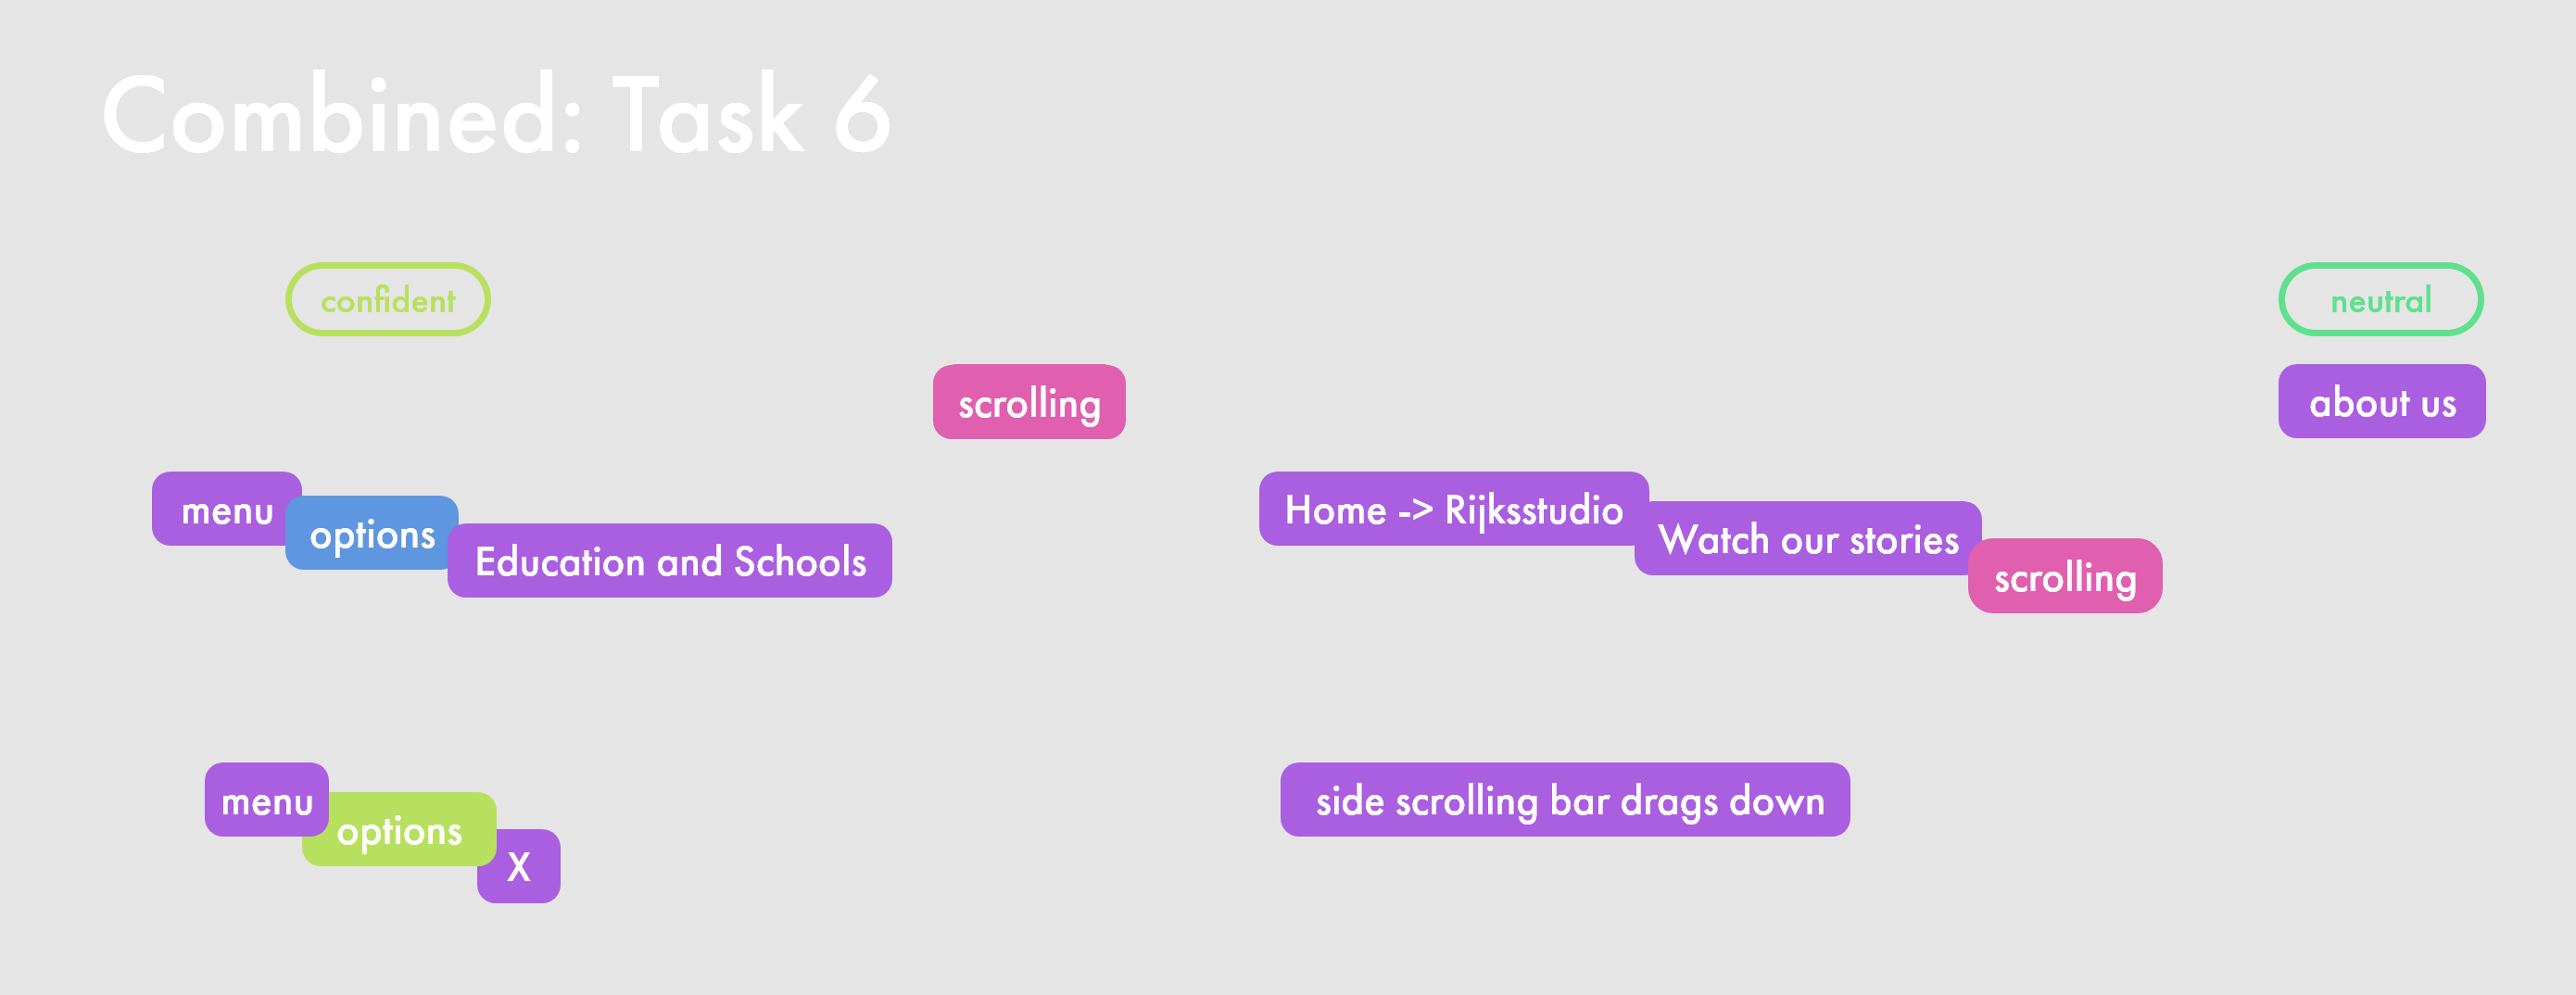 Combined: Task 6
confident
neutral
scrolling
about us
menu
options
Education and Schools
Home -> Rijksstudio
Watch our stories
scrolling
menu
options
X
side scrolling bar drags down